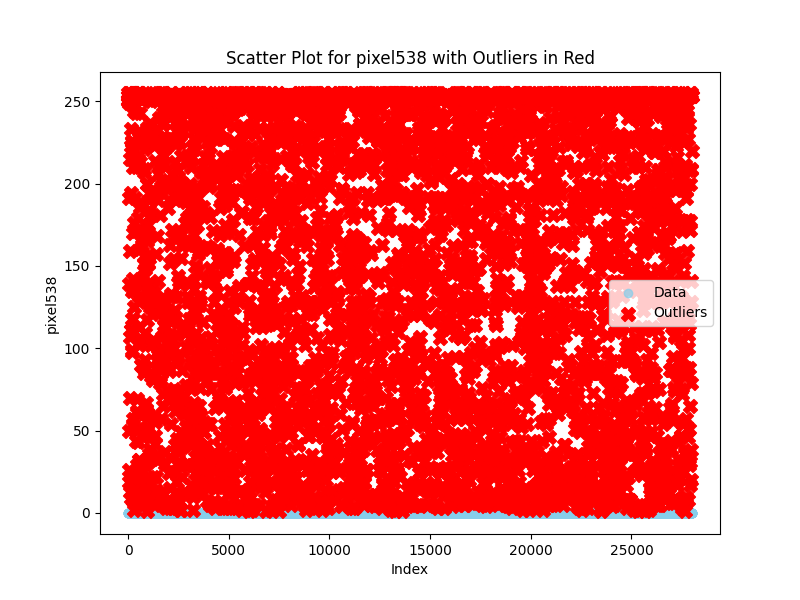 Scatter Plot for pixel538 with Outliers in Red
250
200
150
100
50
0
pixel538
Data
Outliers
0 5000 10000 15000 20000 25000
Index